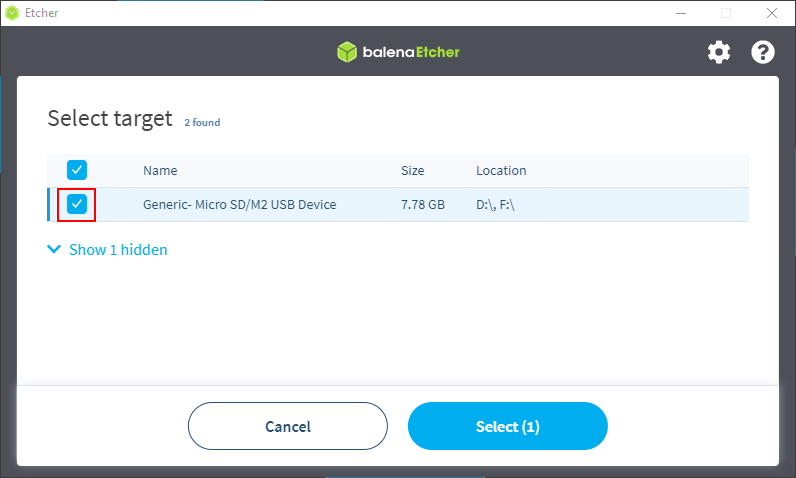 Etcher
balenaEtcher
Select target 2 found
Name Size Location
Generic- Micro SD/M2 USB Device 7.78 GB D:\, F:\
Show 1 hidden
Cancel Select (1)